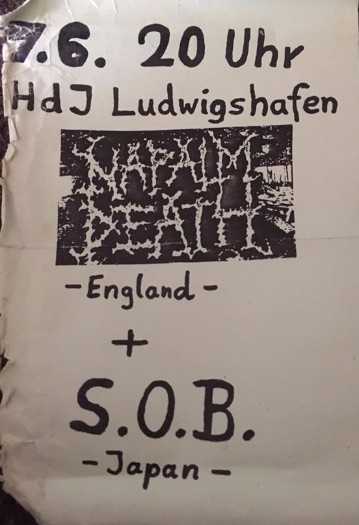 7.6. 20 Uhr
HdJ Ludwigshafen
NAPALM
DEATH
-England-
+
S.O.B.
-Japan-